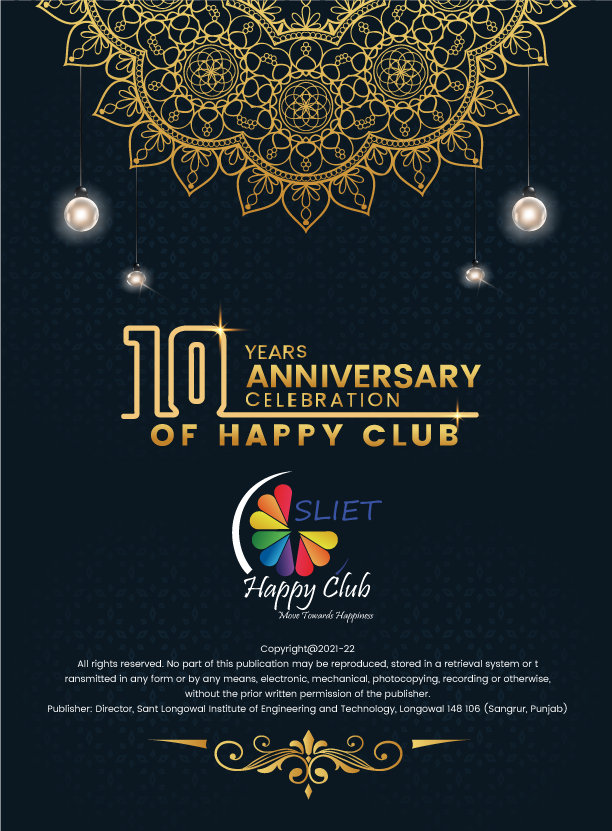 10 YEARS
ANNIVERSARY
CELEBRATION
OF HAPPY CLUB
SLIET
Happy Club
Move Towards Happiness
Copyright@2021-22
All rights reserved. No part of this publication may be reproduced, stored in a retrieval system or t
ransmitted in any form or by any means, electronic, mechanical, photocopying, recording or otherwise,
without the prior written permission of the publisher.
Publisher: Director, Sant Longowal Institute of Engineering and Technology, Longowal 148 106 (Sangrur, Punjab)